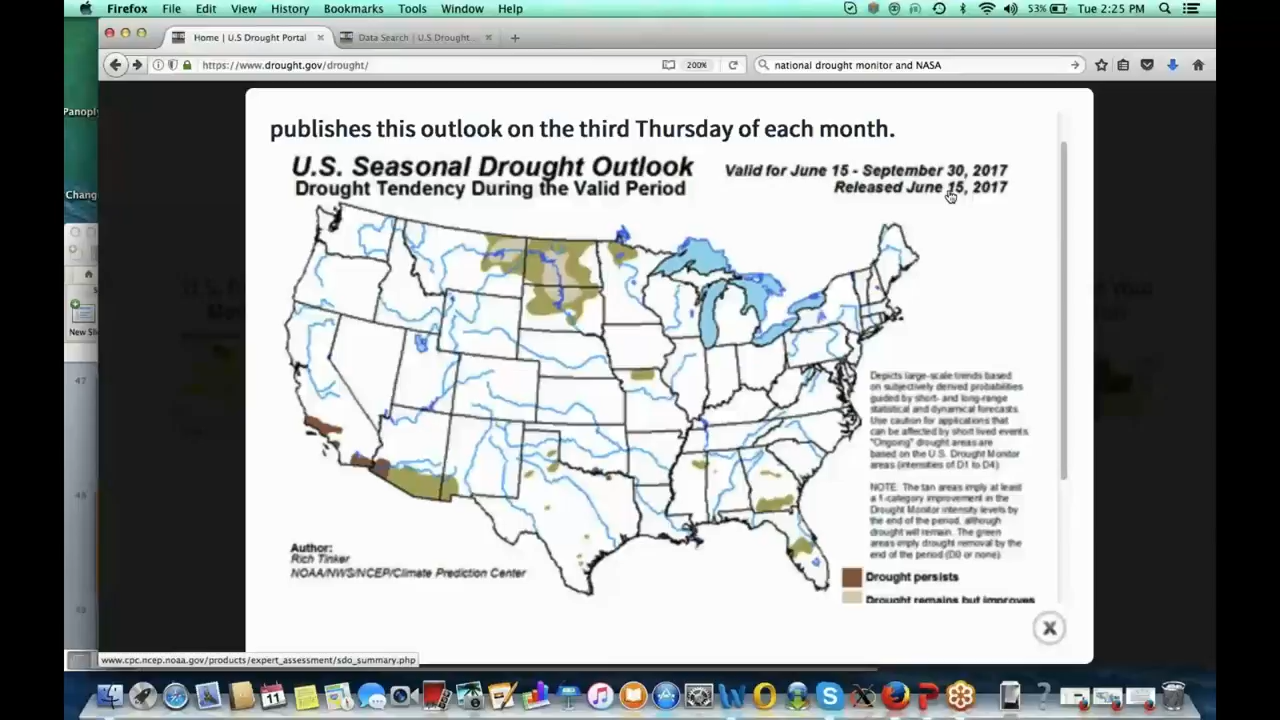 Firefox File Edit View History Bookmarks Tools Window Help 53% Tue 2:25 PM
Home | U.S Drought Portal Data Search | U.S Drought...
https://www.drought.gov/drought/ 200% national drought monitor and NASA
Panoply
Chang
New Sli
47
publishes this outlook on the third Thursday of each month.
U.S. Seasonal Drought Outlook
Drought Tendency During the Valid Period
Valid for June 15 - September 30, 2017
Released June 15, 2017
Depicts large-scale trends based
on subjectively derived probabilities
guided by short- and long-range
statistical and dynamical forecasts.
Use caution for applications that
can be affected by short lived events.
"Ongoing" drought areas are
based on the U.S. Drought Monitor
areas (intensities of D1 to D4).
NOTE: The tan areas imply at least
a 1-category improvement in the
Drought Monitor intensity levels by
the end of the period, although
drought will remain. The green
areas imply drought removal by the
end of the period (D0 or none).
Author:
Rich Tinker
NOAA/NWS/NCEP/Climate Prediction Center
Drought persists
Drought remains but improves
www.cpc.ncep.noaa.gov/products/expert_assessment/sdo_summary.php
11